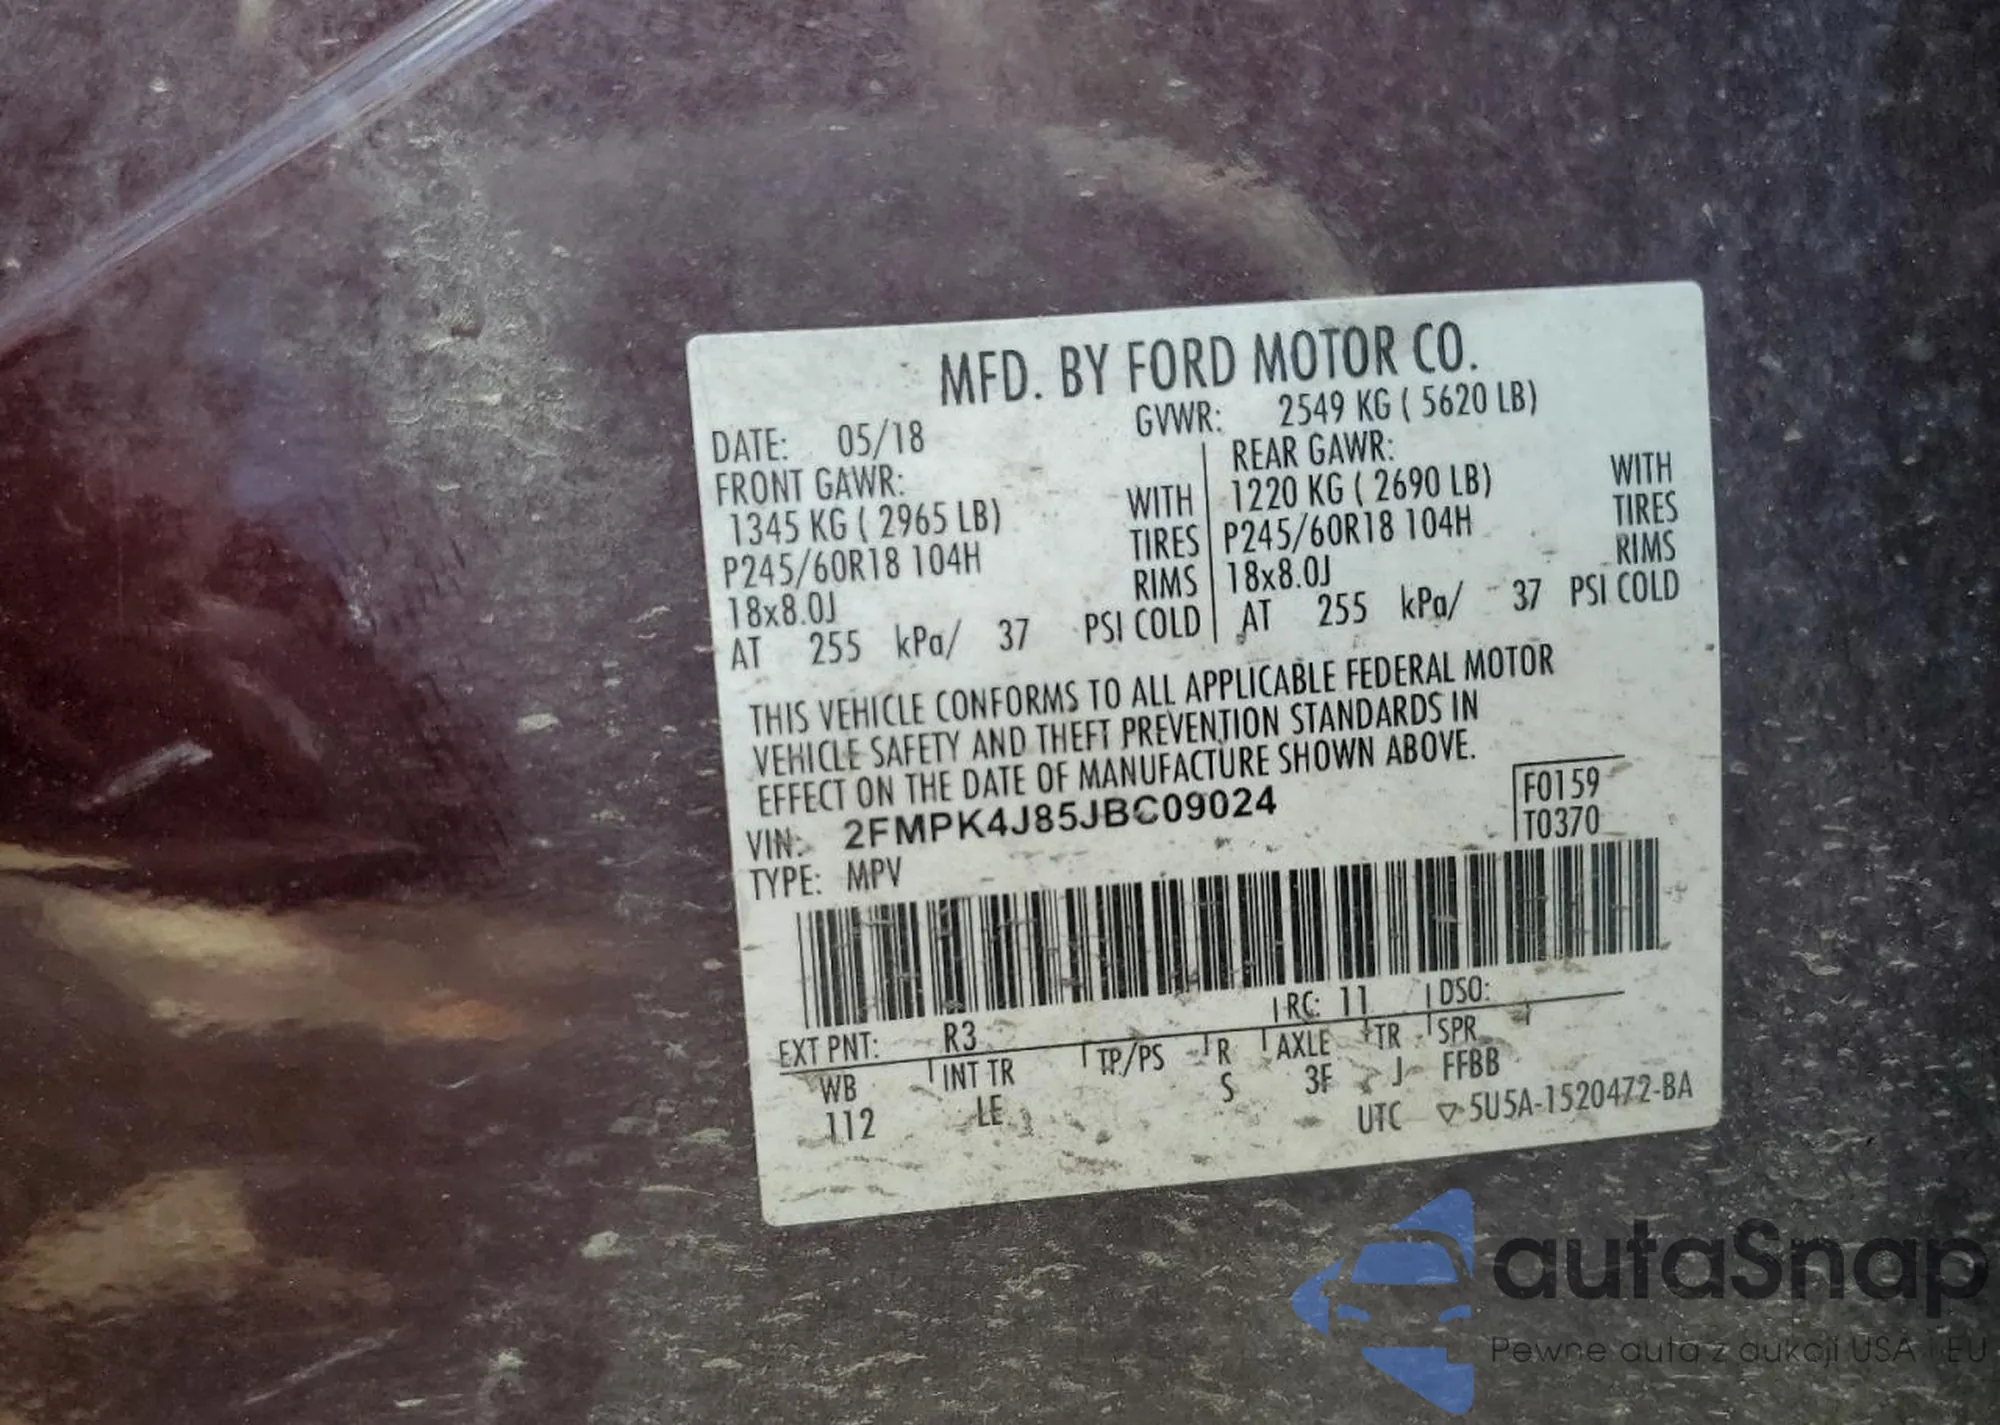 MFD. BY FORD MOTOR CO.
DATE: 05/18 GVWR: 2549 KG ( 5620 LB)
FRONT GAWR: REAR GAWR:
1345 KG ( 2965 LB) WITH 1220 KG ( 2690 LB) WITH
P245/60R18 104H TIRES P245/60R18 104H TIRES
18x8.0J RIMS 18x8.0J RIMS
AT 255 kPa/ 37 PSI COLD AT 255 kPa/ 37 PSI COLD
THIS VEHICLE CONFORMS TO ALL APPLICABLE FEDERAL MOTOR
VEHICLE SAFETY AND THEFT PREVENTION STANDARDS IN
EFFECT ON THE DATE OF MANUFACTURE SHOWN ABOVE.
VIN: 2FMPK4J85JBC09024 F0159
TYPE: MPV T0370
EXT PNT: R3 RC: 11 DSO:
WB INT TR TP/PS R AXLE TR SPR
112 LE S 3F J FFBB
UTC ▽ 5U5A-1520472-BA
autaSnap
Pewne auta z aukcji USA i EU